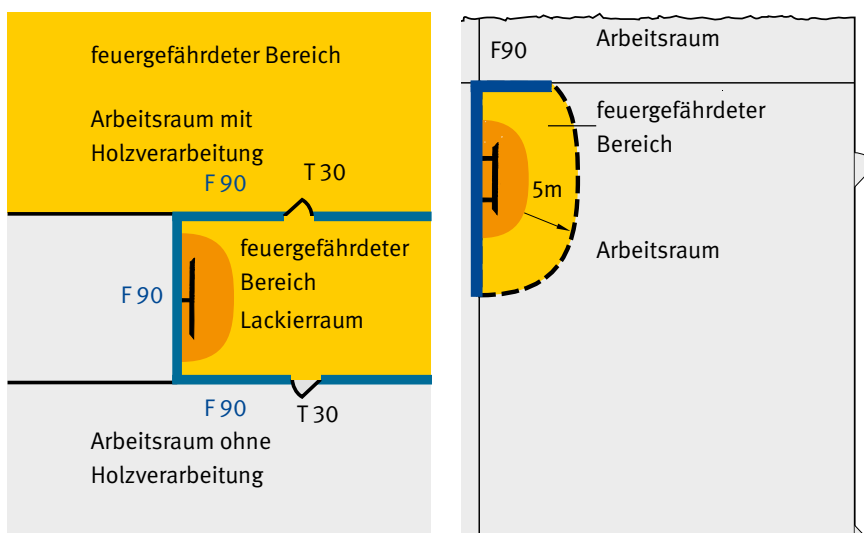 feuergefährdeter Bereich
Arbeitsraum mit
Holzverarbeitung
F 90
T 30
feuergefährdeter
Bereich
Lackierraum
F 90
F 90
T 30
Arbeitsraum ohne
Holzverarbeitung
F90
Arbeitsraum
feuergefährdeter
Bereich
5m
Arbeitsraum